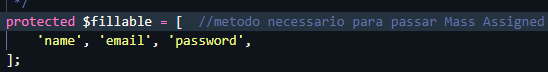 */
protected $fillable = [  //metodo necessario para passar Mass Assigned
    'name', 'email', 'password',
];